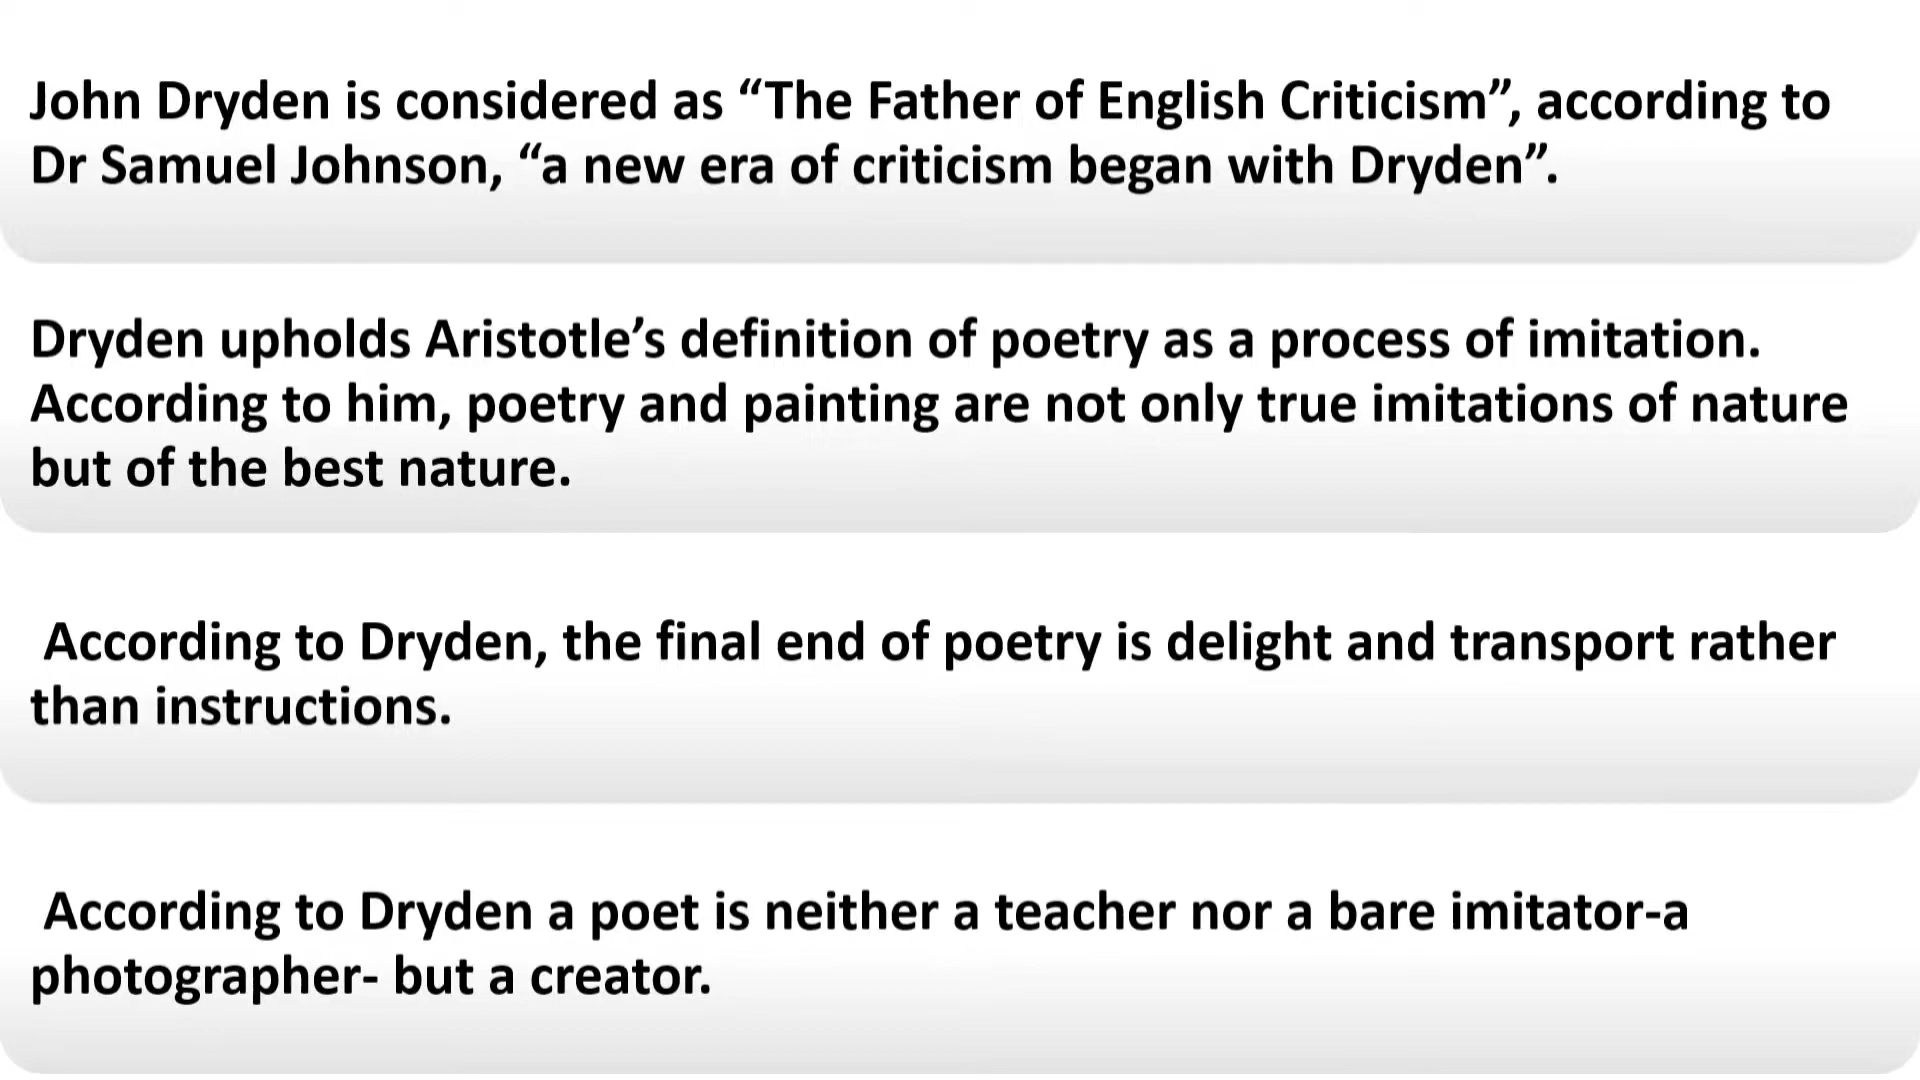 John Dryden is considered as “The Father of English Criticism”, according to
Dr Samuel Johnson, “a new era of criticism began with Dryden”.
Dryden upholds Aristotle’s definition of poetry as a process of imitation.
According to him, poetry and painting are not only true imitations of nature
but of the best nature.
According to Dryden, the final end of poetry is delight and transport rather
than instructions.
According to Dryden a poet is neither a teacher nor a bare imitator-a
photographer- but a creator.